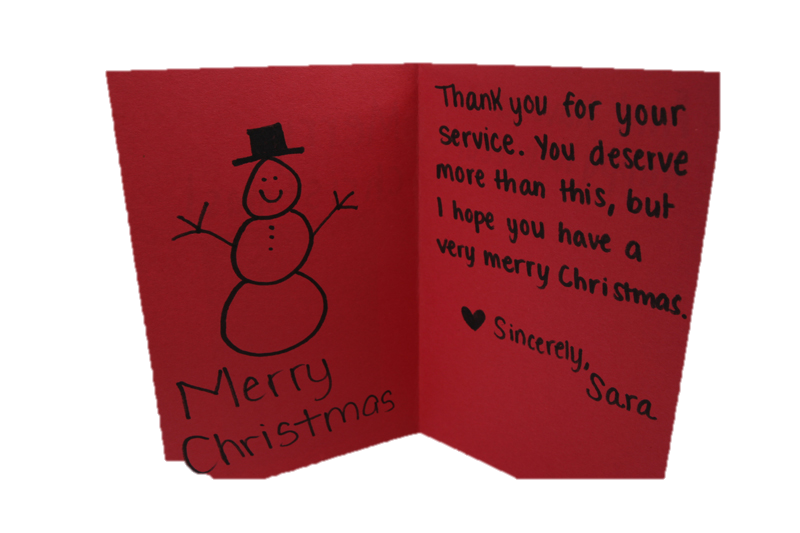 Merry
Christmas
Thank you for your
service. You deserve
more than this, but
I hope you have a
very merry Christmas.
♥ Sincerely,
Sara